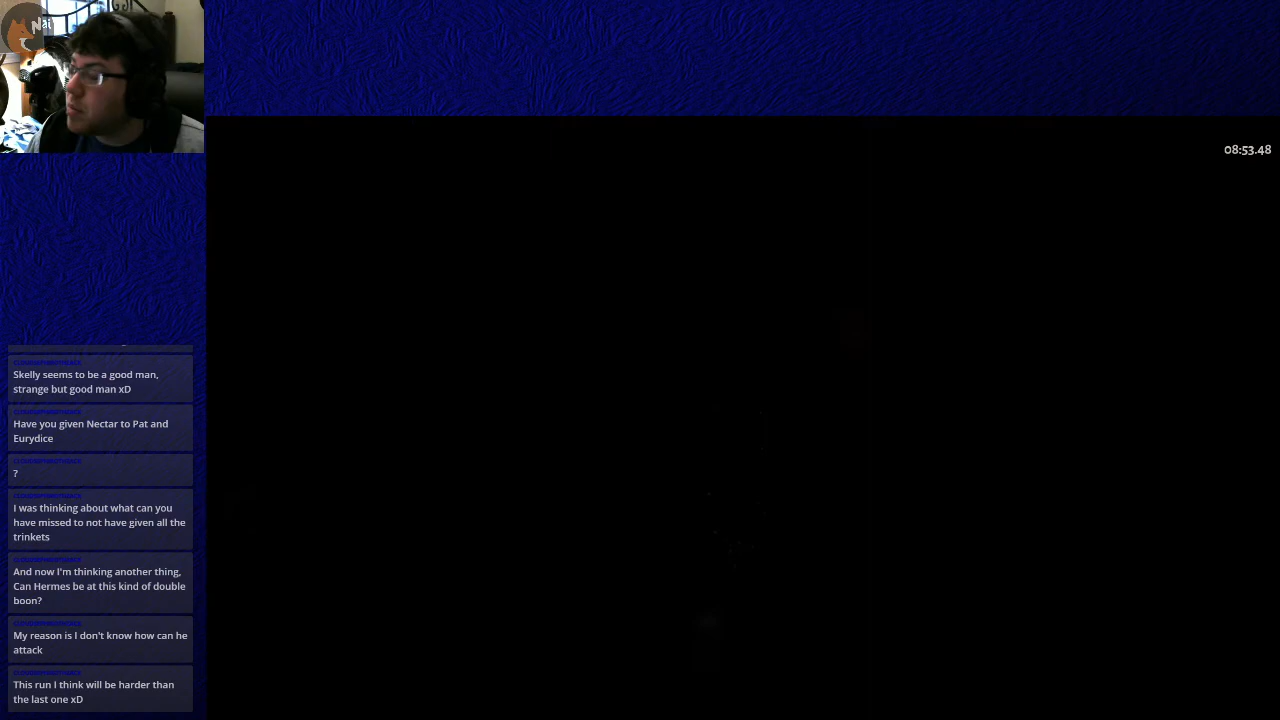 Nai
08:53.48
Skelly seems to be a good man,
strange but good man xD
Have you given Nectar to Pat and
Eurydice
?
I was thinking about what can you
have missed to not have given all the
trinkets
And now I'm thinking another thing,
Can Hermes be at this kind of double
boon?
My reason is I don't know how can he
attack
This run I think will be harder than
the last one xD